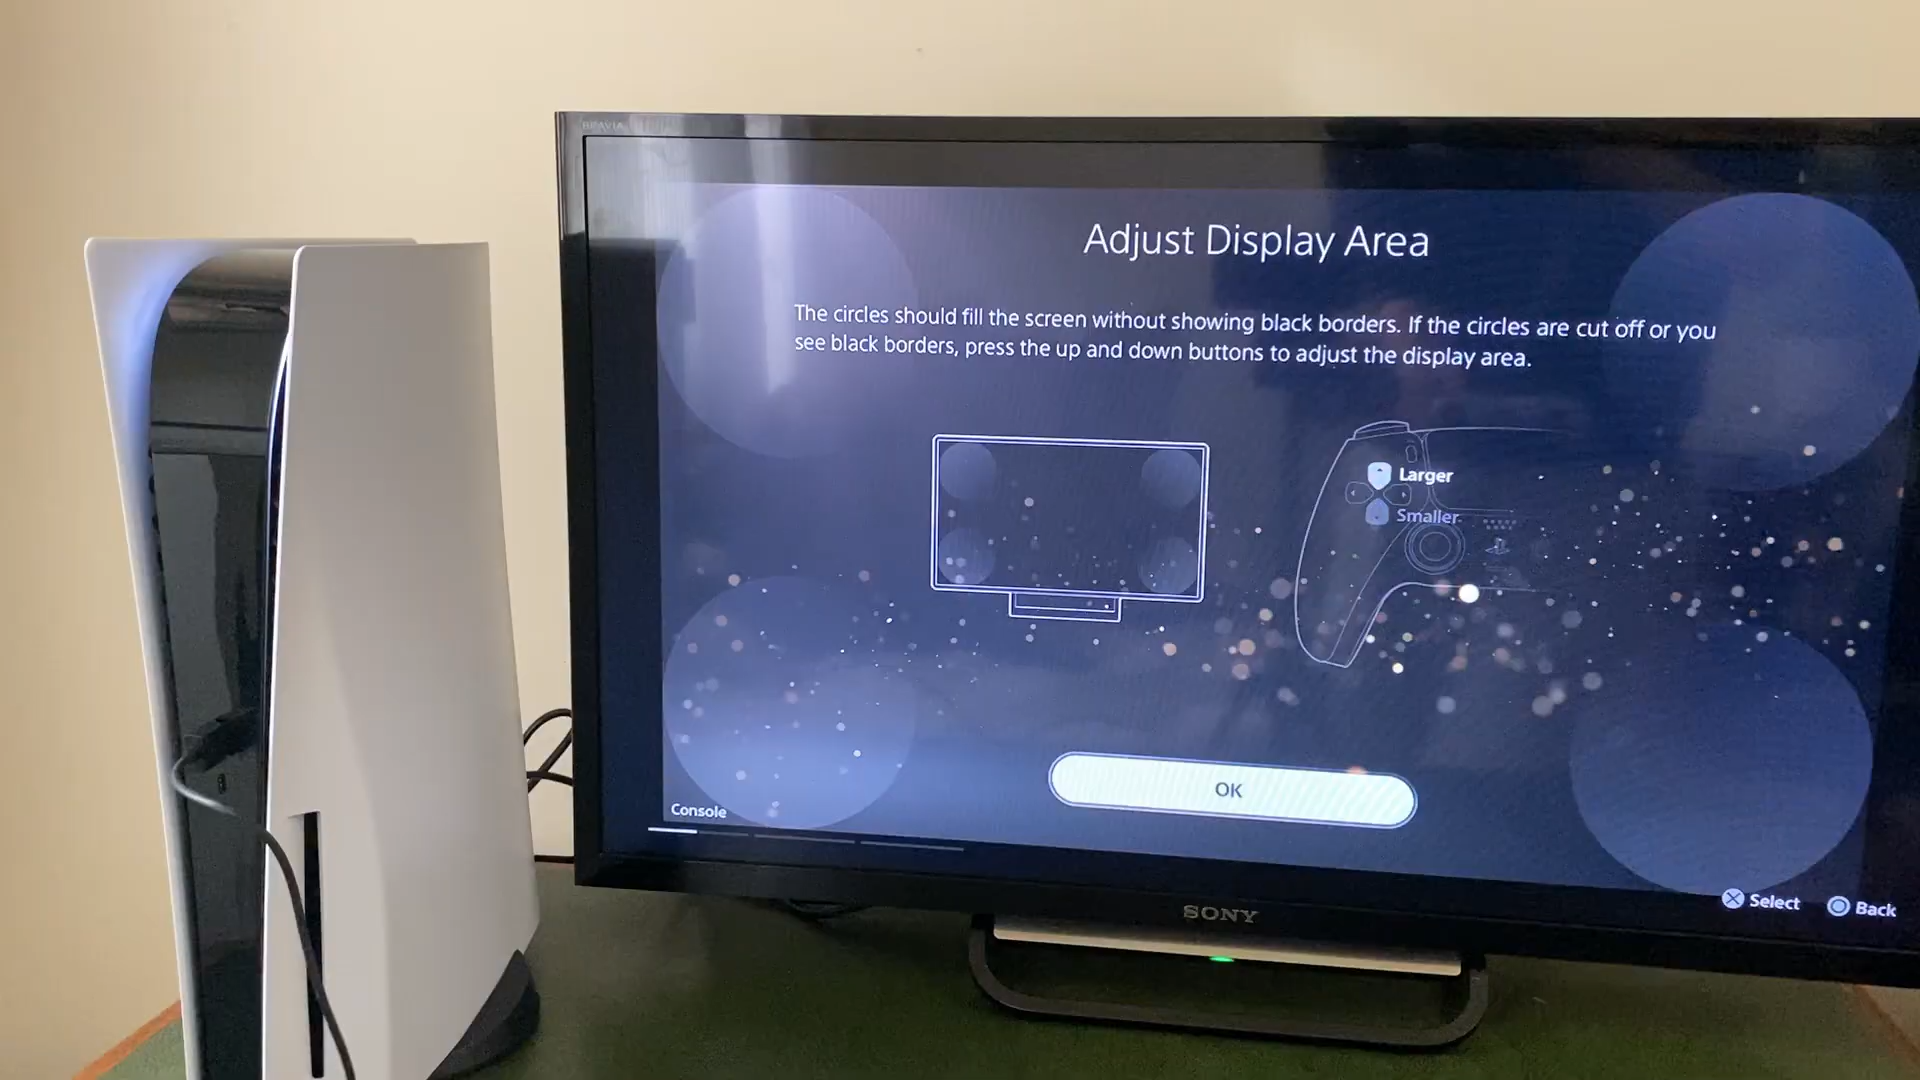 BRAVIA
Adjust Display Area
The circles should fill the screen without showing black borders. If the circles are cut off or you
see black borders, press the up and down buttons to adjust the display area.
Larger
Smaller
OK
Console
Select
Back
SONY